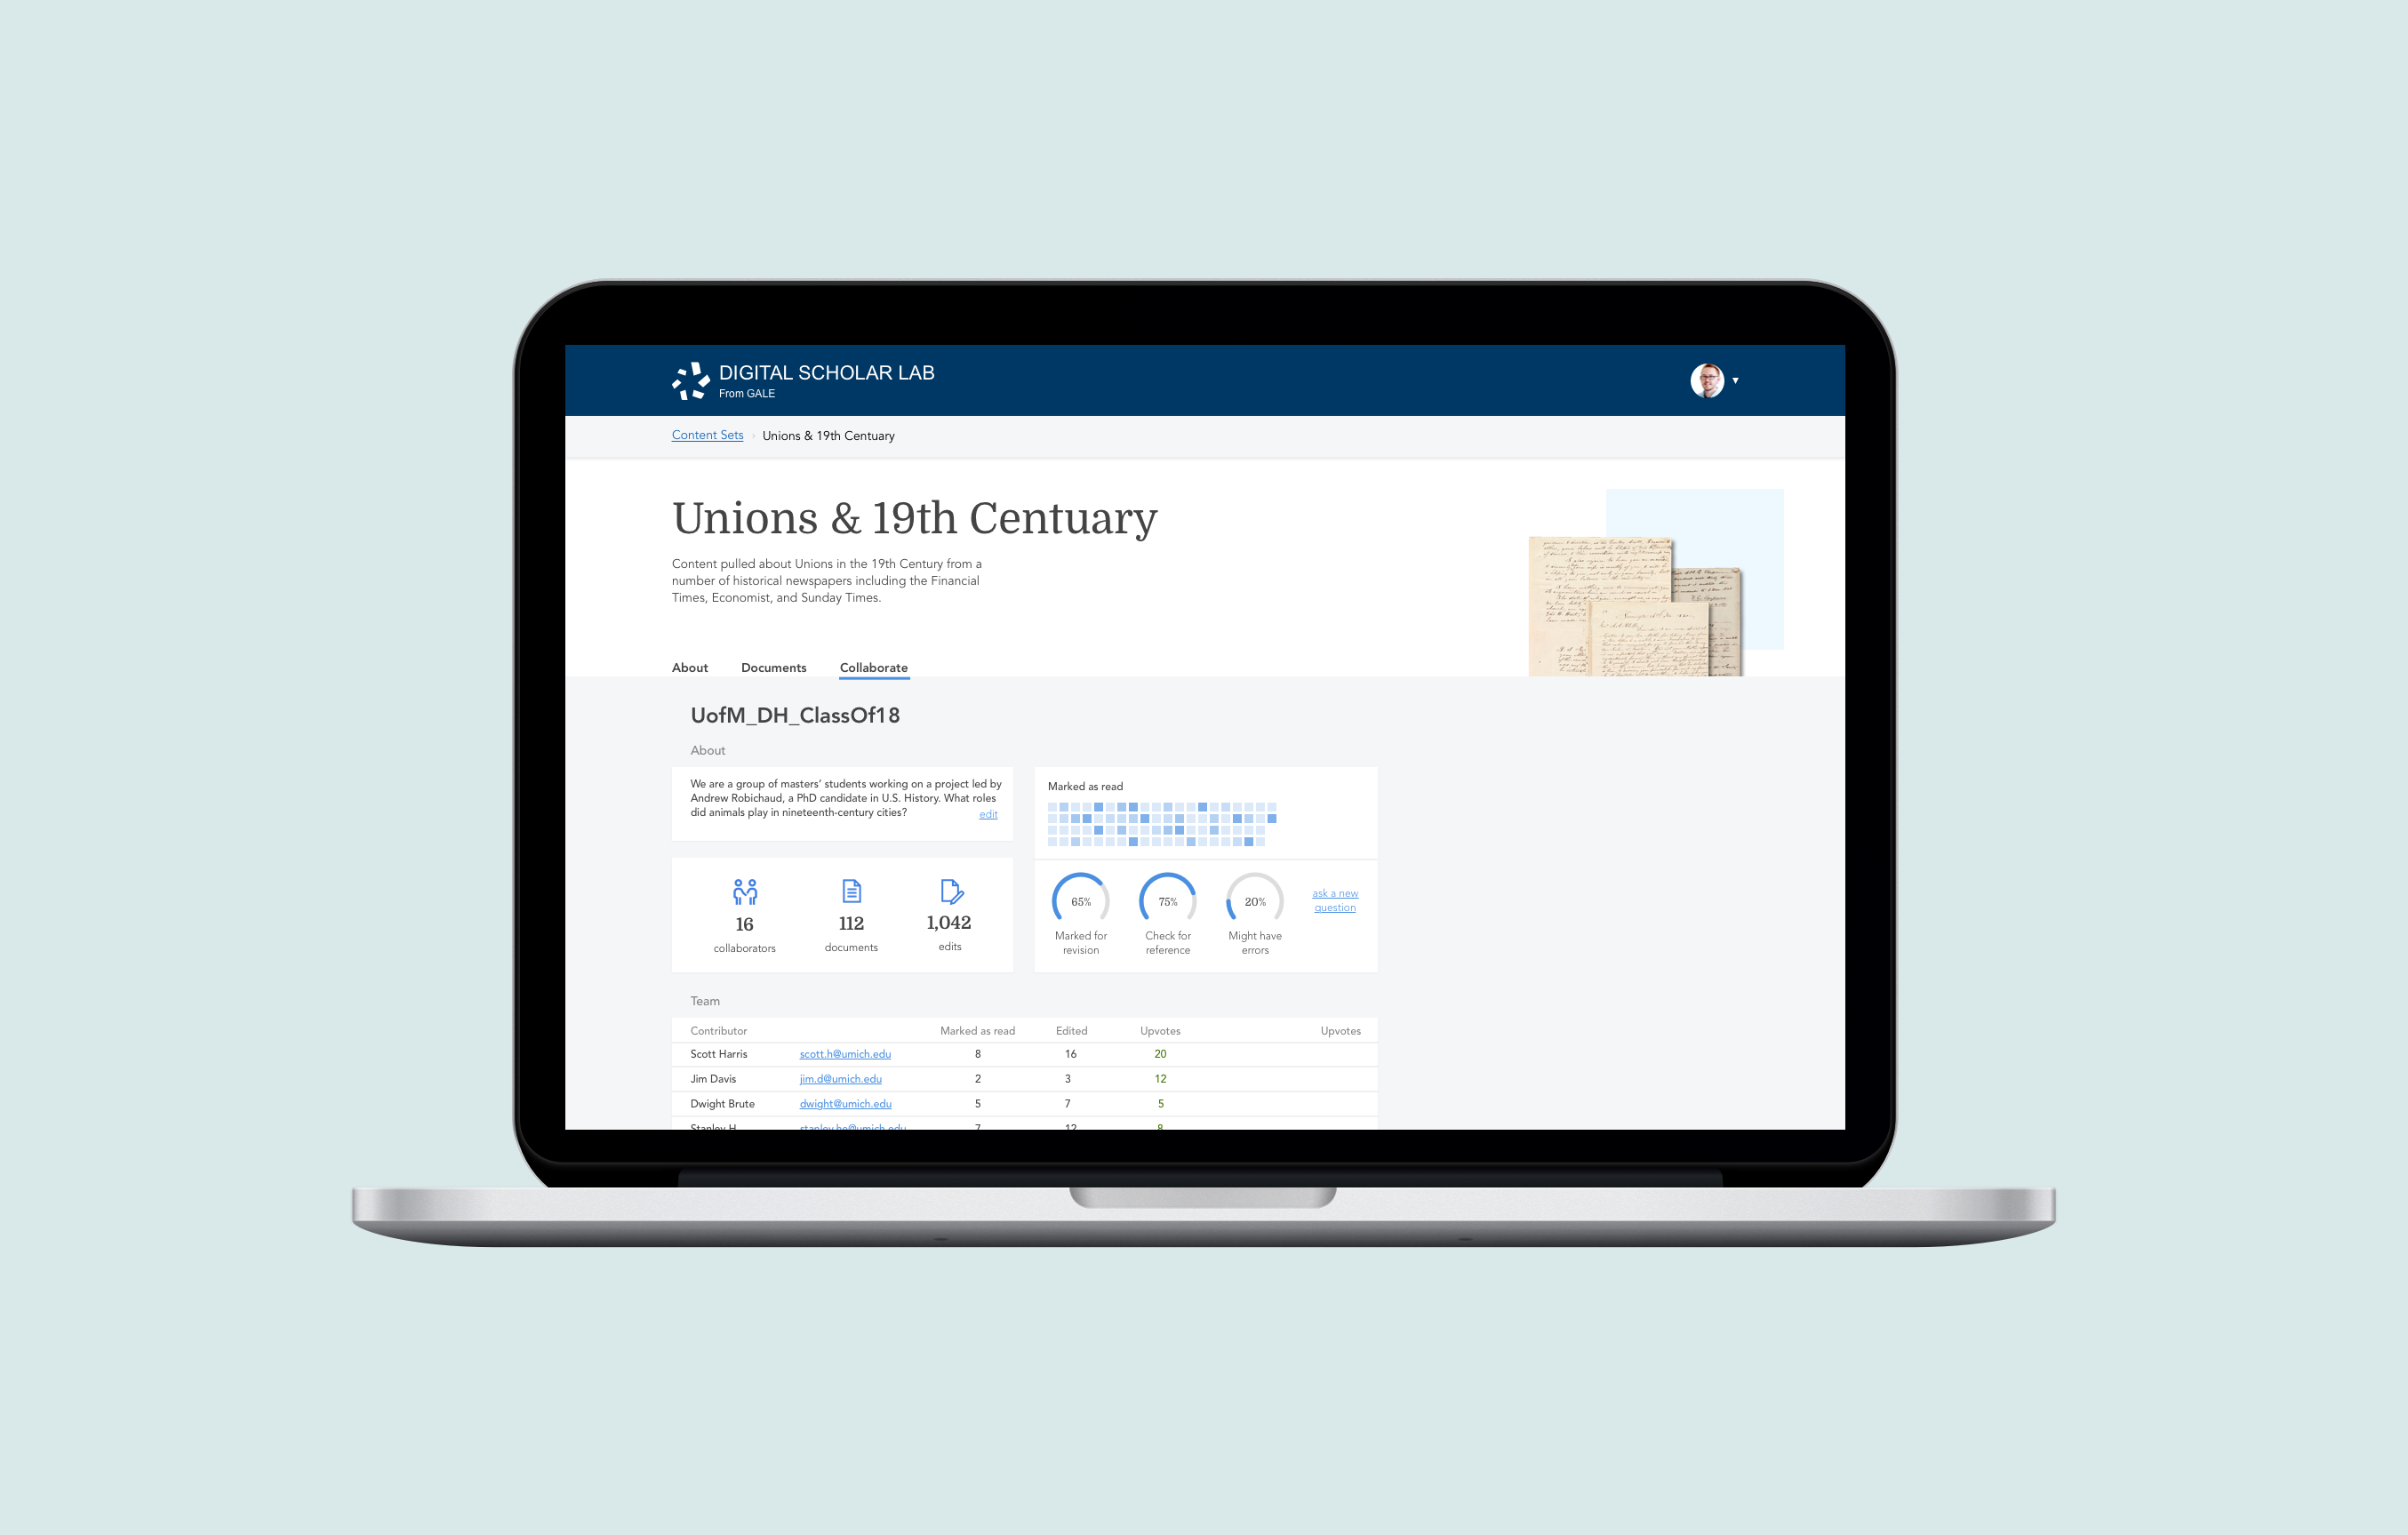 DIGITAL SCHOLAR LAB
From GALE
Content Sets › Unions & 19th Centuary
Unions & 19th Centuary
Content pulled about Unions in the 19th Century from a
number of historical newspapers including the Financial
Times, Economist, and Sunday Times.
About Documents Collaborate
UofM_DH_ClassOf18
About
We are a group of masters' students working on a project led by
Andrew Robichaud, a PhD candidate in U.S. History. What roles
did animals play in nineteenth-century cities?
edit
16
collaborators
112
documents
1,042
edits
Marked as read
65%
Marked for
revision
75%
Check for
reference
20%
Might have
errors
ask a new
question
Team
Contributor Marked as read Edited Upvotes Upvotes
Scott Harris scott.h@umich.edu 8 16 20
Jim Davis jim.d@umich.edu 2 3 12
Dwight Brute dwight@umich.edu 5 7 5
Stanley H. stanley.he@umich.edu 7 12 8